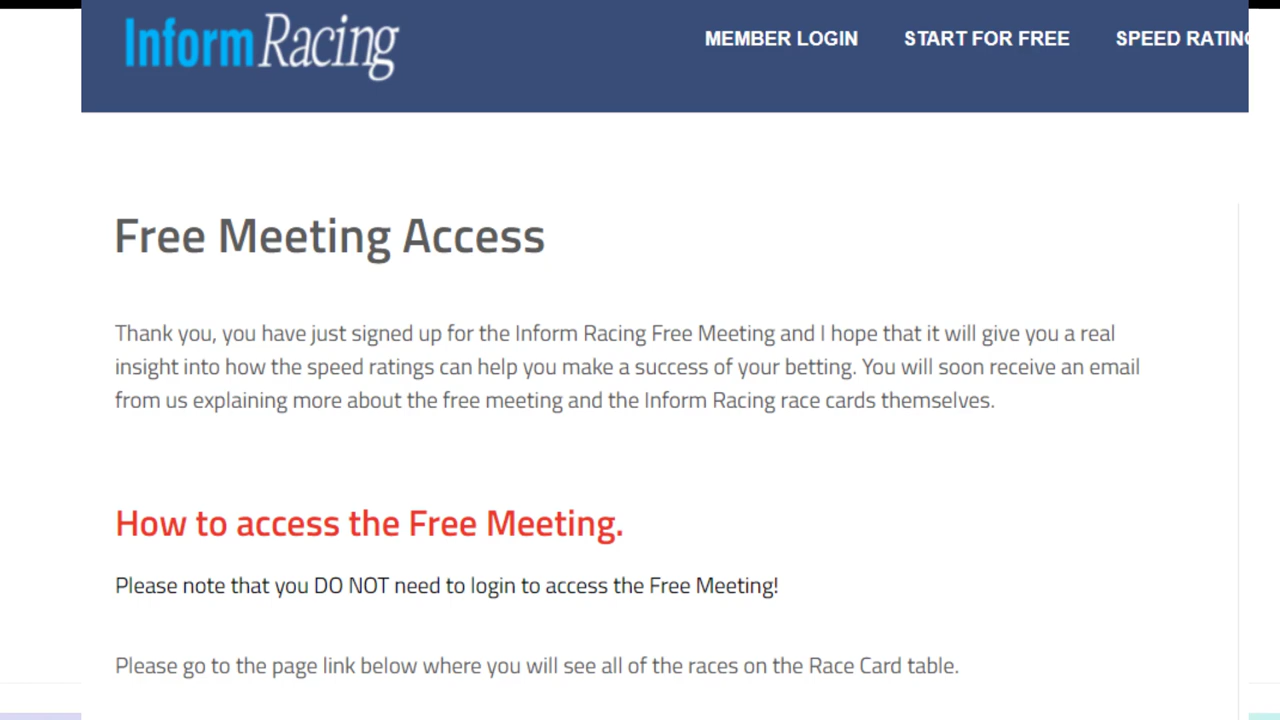 Inform Racing
MEMBER LOGIN START FOR FREE SPEED RATING
Free Meeting Access
Thank you, you have just signed up for the Inform Racing Free Meeting and I hope that it will give you a real
insight into how the speed ratings can help you make a success of your betting. You will soon receive an email
from us explaining more about the free meeting and the Inform Racing race cards themselves.
How to access the Free Meeting.
Please note that you DO NOT need to login to access the Free Meeting!
Please go to the page link below where you will see all of the races on the Race Card table.